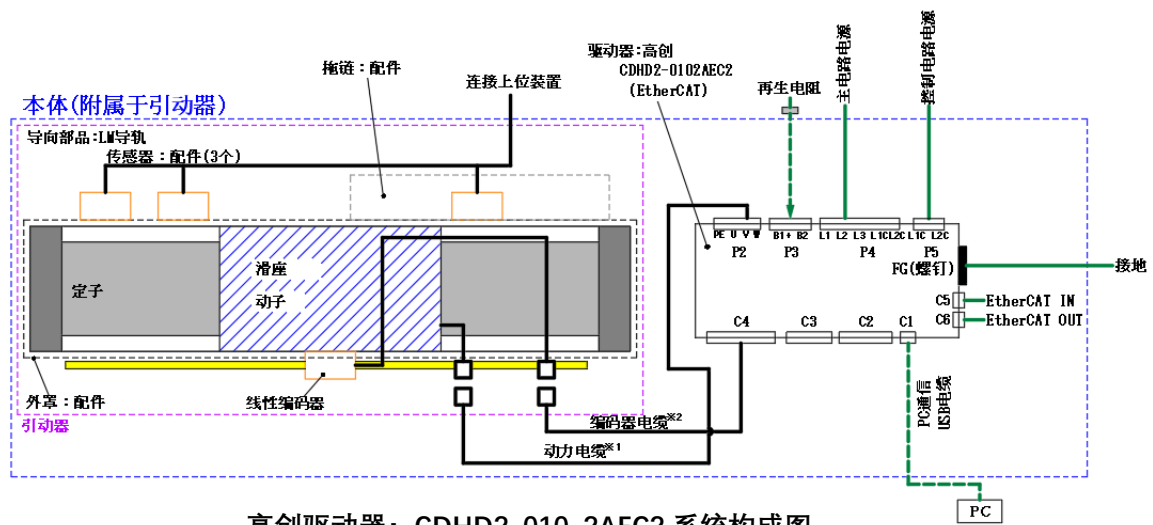 驱动器:高创
CDHD2-0102AEC2
(EtherCAT)
拖链:配件
连接上位装置
再生电阻
主电路电源
控制电路电源
本体(附属于引动器)
导向部品:LM导轨
传感器:配件(3个)
PE U V W
B1+ B2
L1 L2 L3 L1CL2C
L1C L2C
P2
P3
P4
P5
FG(螺钉)
接地
滑座
定子
动子
C5
EtherCAT IN
C6
EtherCAT OUT
C4
C3
C2
C1
外罩:配件
线性编码器
引动器
编码器电缆※2
动力电缆※1
PC通信
USB电缆
PC